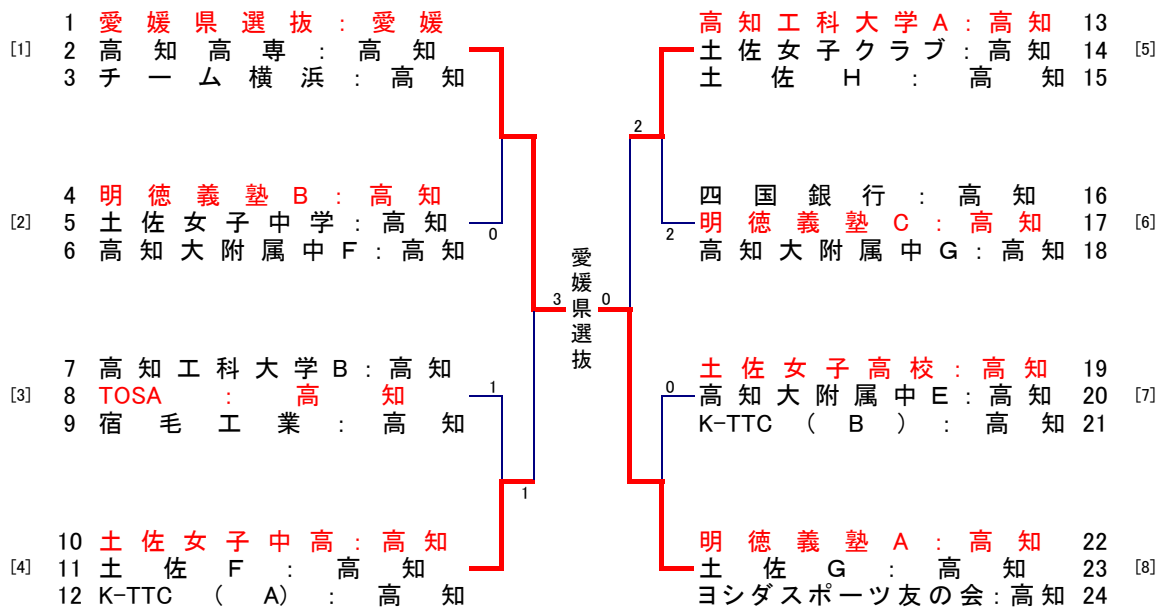 1 愛媛県選抜：愛媛
[1] 2 高知高専：高知
3 チーム横浜：高知
4 明徳義塾B：高知
[2] 5 土佐女子中学：高知
0
6 高知大附属中F：高知
7 高知工科大学B：高知
[3] 8 TOSA：高知
1
9 宿毛工業：高知
1
10 土佐女子中高：高知
[4] 11 土佐F：高知
12 K-TTC（A）：高知
3 愛媛県選抜 0
高知工科大学A：高知 13
土佐女子クラブ：高知 14 [5]
土佐H：高知 15
2
四国銀行：高知 16
明徳義塾C：高知 17 [6]
2
高知大附属中G：高知 18
土佐女子高校：高知 19
0
高知大附属中E：高知 20 [7]
K-TTC（B）：高知 21
明徳義塾A：高知 22
土佐G：高知 23 [8]
ヨシダスポーツ友の会：高知 24